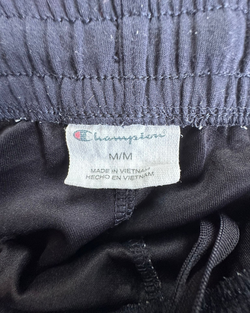 Champion
M/M
MADE IN VIETNAM
HECHO EN VIETNAM